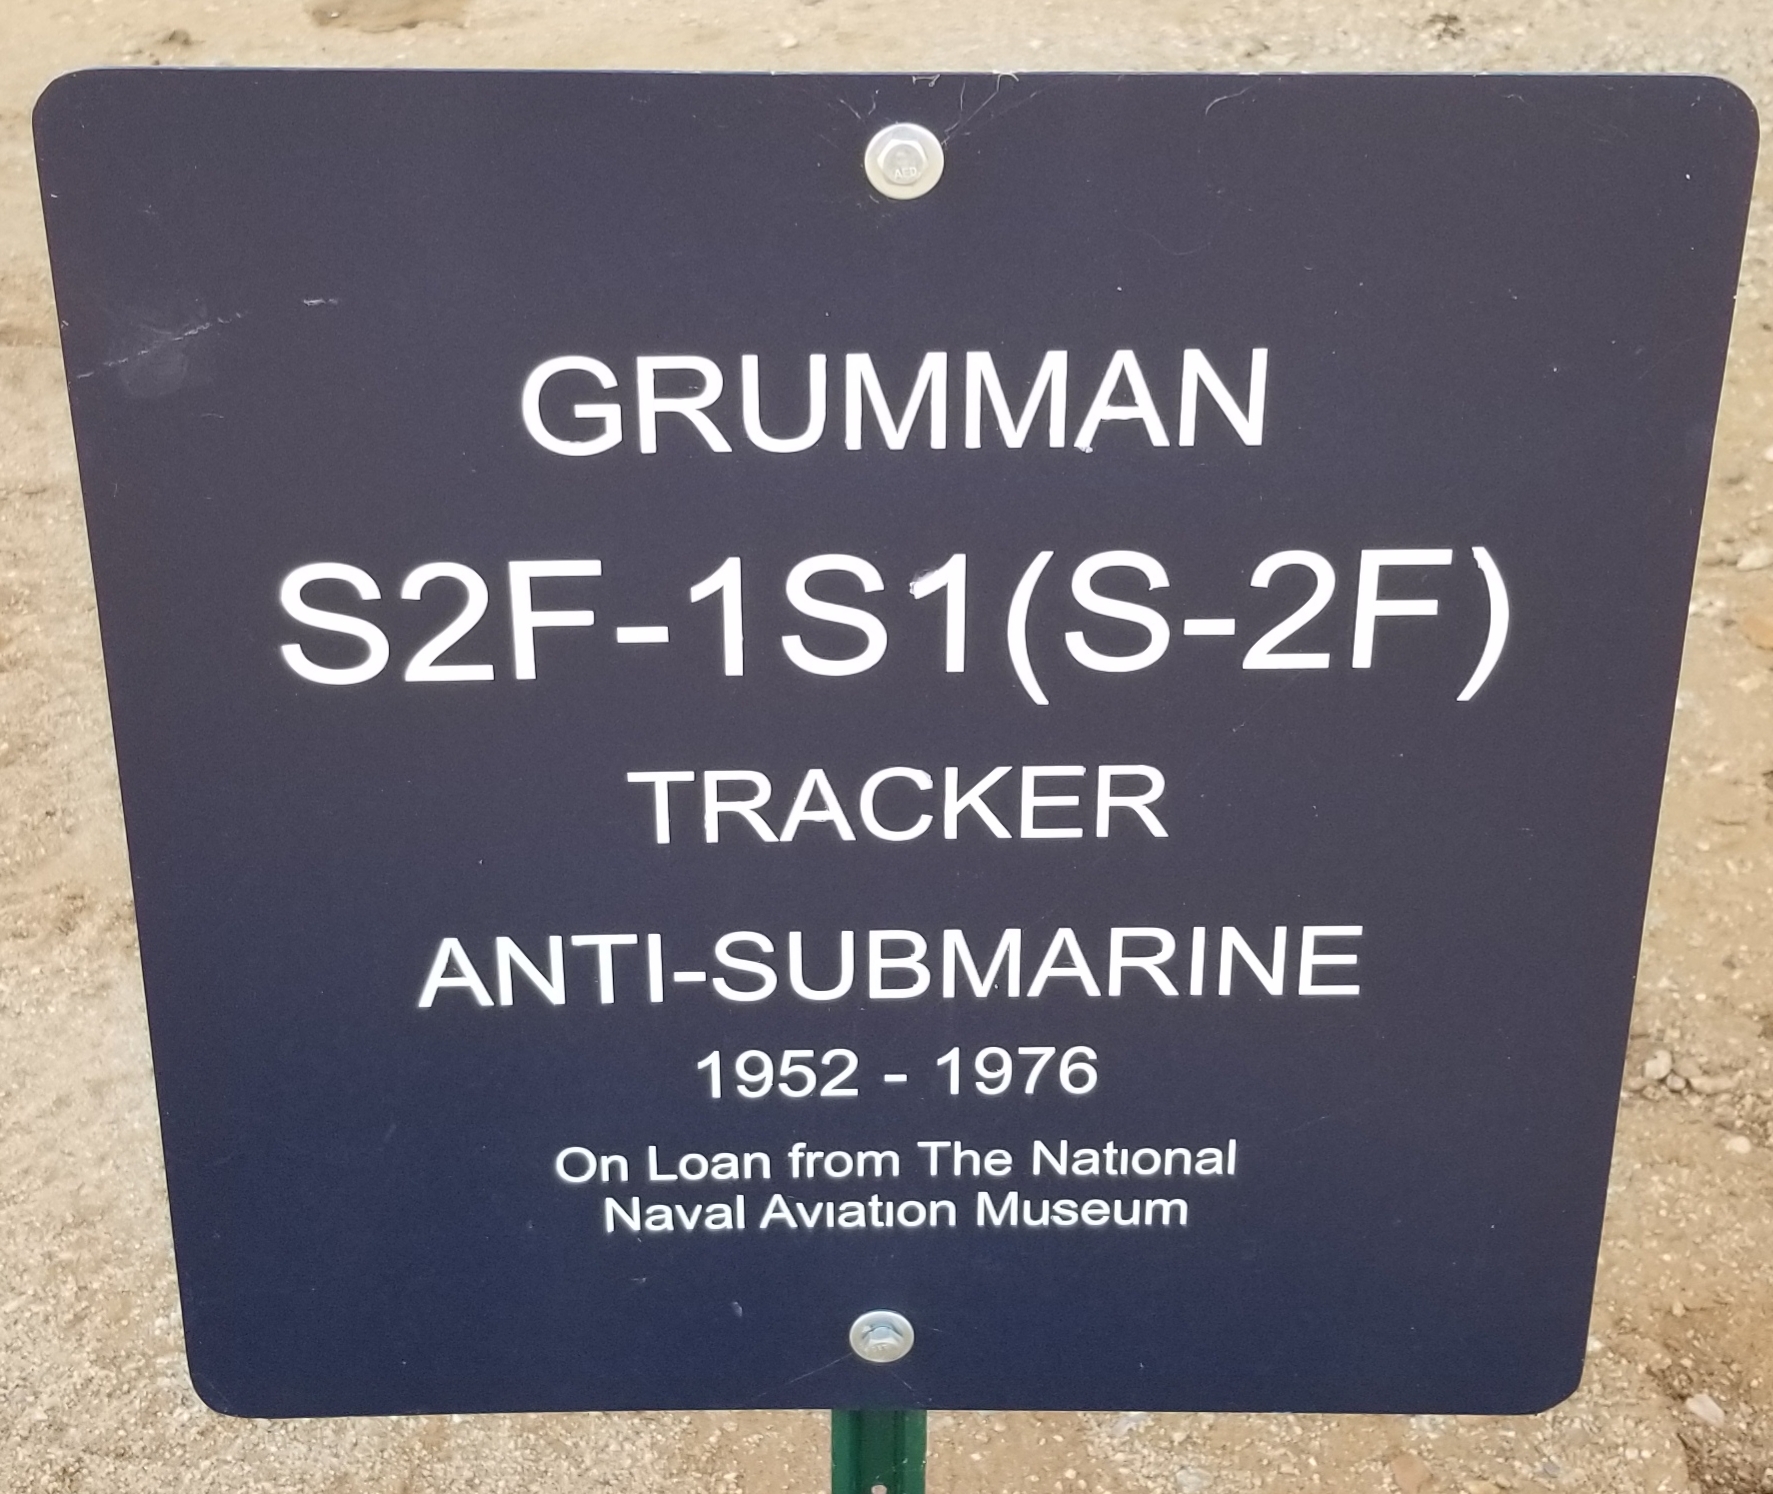 GRUMMAN
S2F-1S1(S-2F)
TRACKER
ANTI-SUBMARINE
1952 - 1976
On Loan from The National
Naval Aviation Museum